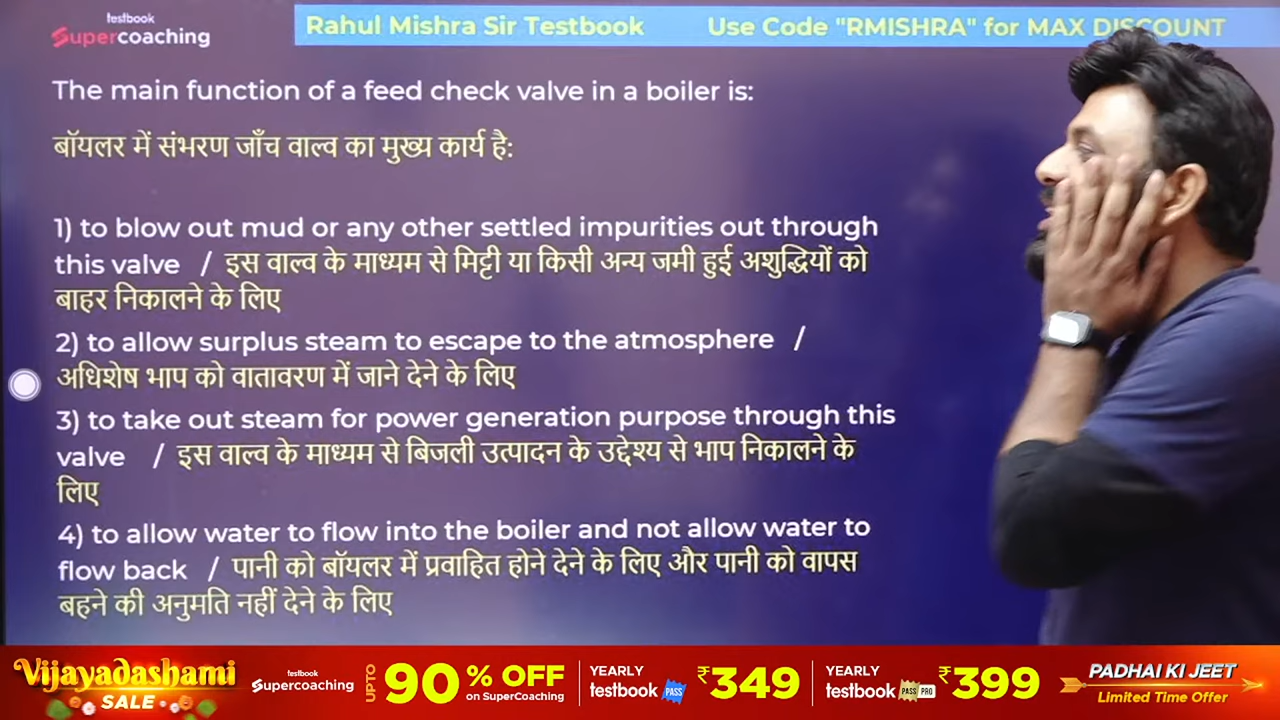 testbook
Supercoaching
Rahul Mishra Sir Testbook
Use Code "RMISHRA" for MAX DISCOUNT
The main function of a feed check valve in a boiler is:
बॉयलर में संभरण जाँच वाल्व का मुख्य कार्य है:
1) to blow out mud or any other settled impurities out through
this valve / इस वाल्व के माध्यम से मिट्टी या किसी अन्य जमी हुई अशुद्धियों को
बाहर निकालने के लिए
2) to allow surplus steam to escape to the atmosphere /
अधिशेष भाप को वातावरण में जाने देने के लिए
3) to take out steam for power generation purpose through this
valve / इस वाल्व के माध्यम से बिजली उत्पादन के उद्देश्य से भाप निकालने के
लिए
4) to allow water to flow into the boiler and not allow water to
flow back / पानी को बॉयलर में प्रवाहित होने देने के लिए और पानी को वापस
बहने की अनुमति नहीं देने के लिए
Vijayadashami
SALE
testbook
Supercoaching
UPTO
90% OFF
on SuperCoaching
YEARLY
testbook PASS
₹349
YEARLY
testbook PASS PRO
₹399
PADHAI KI JEET
Limited Time Offer